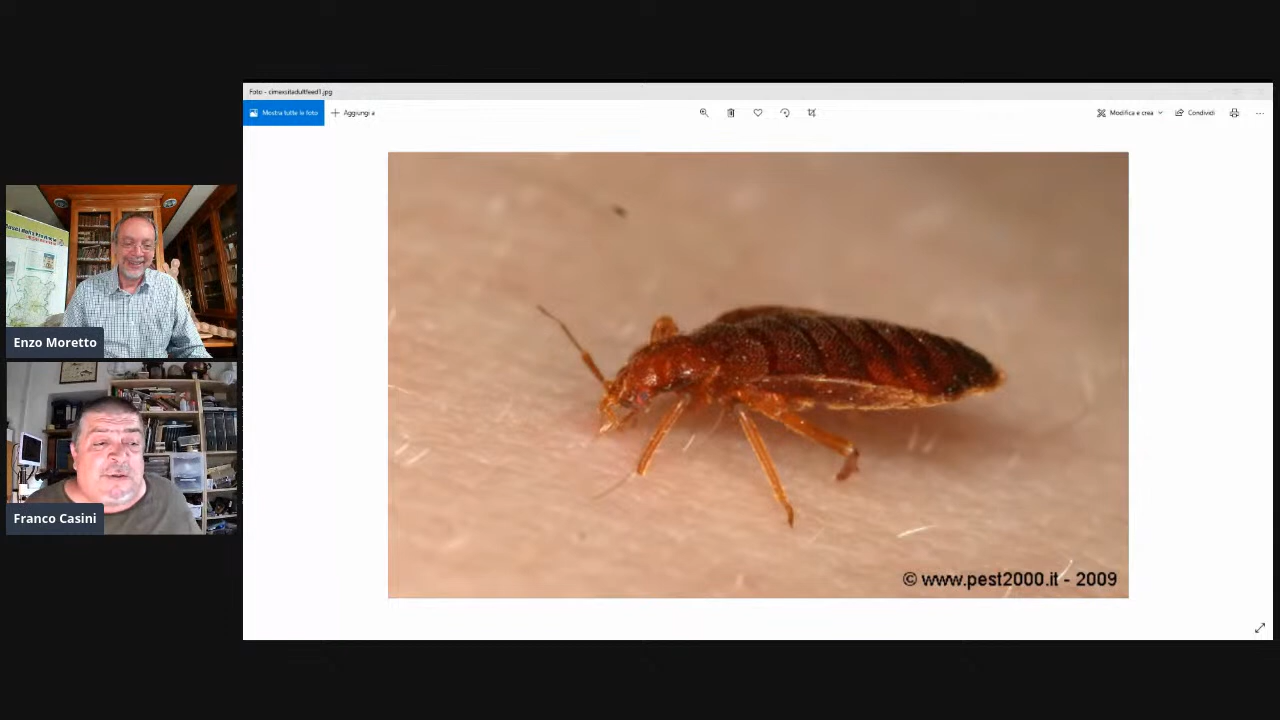 Foto - cimexsitadultfeed1.jpg
Mostra tutte le foto
Aggiungi a
Modifica e crea
Condividi
Enzo Moretto
Franco Casini
© www.pest2000.it - 2009